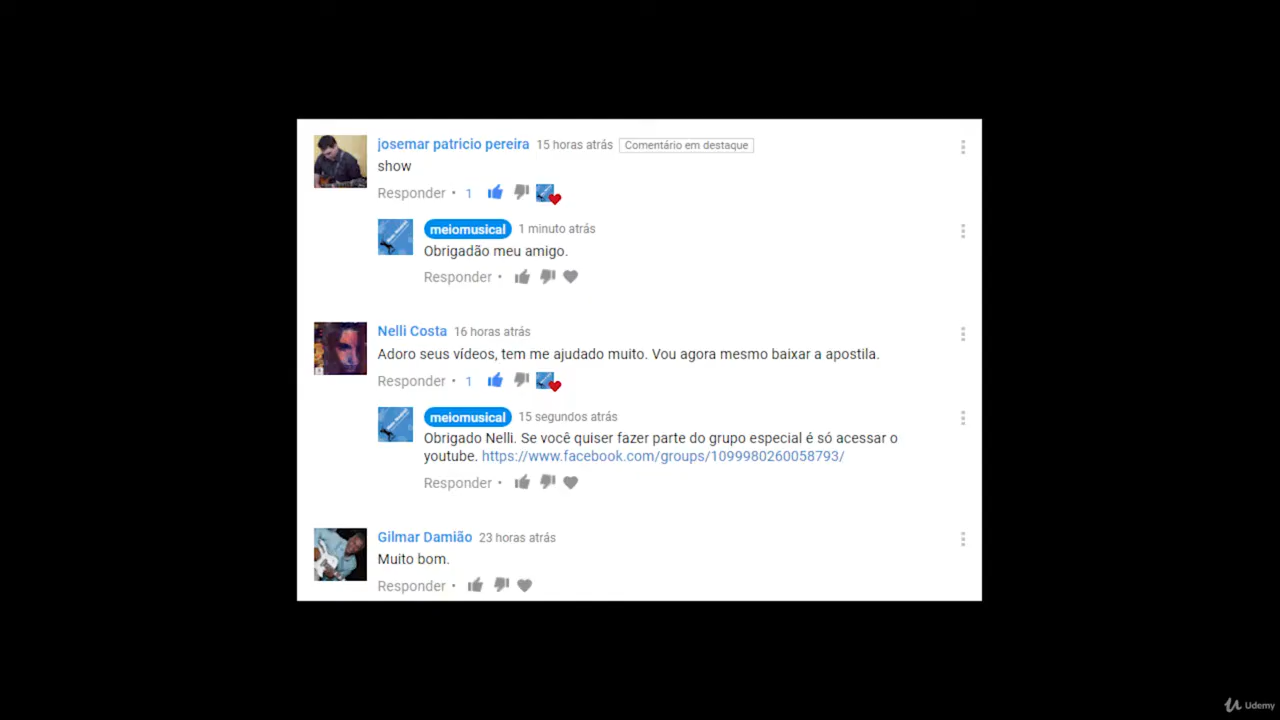 josemar patricio pereira 15 horas atrás Comentário em destaque
show
Responder • 1
meiomusical 1 minuto atrás
Obrigadão meu amigo.
Responder •
Nelli Costa 16 horas atrás
Adoro seus vídeos, tem me ajudado muito. Vou agora mesmo baixar a apostila.
Responder • 1
meiomusical 15 segundos atrás
Obrigado Nelli. Se você quiser fazer parte do grupo especial é só acessar o
youtube. https://www.facebook.com/groups/1099980260058793/
Responder •
Gilmar Damião 23 horas atrás
Muito bom.
Responder •
Udemy